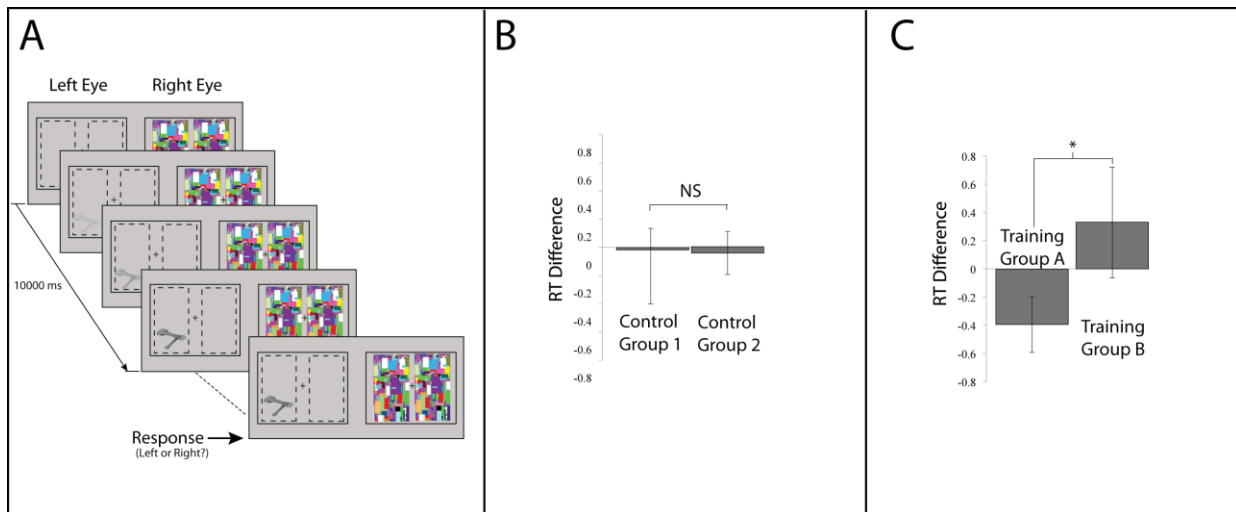 A
Left Eye
Right Eye
10000 ms
Response
(Left or Right?)
B
RT Difference
0.8
0.6
0.4
0.2
0
-0.2
-0.4
-0.6
-0.8
NS
Control
Group 1
Control
Group 2
C
RT Difference
0.8
0.6
0.4
0.2
0
-0.2
-0.4
-0.6
-0.8
*
Training
Group A
Training
Group B